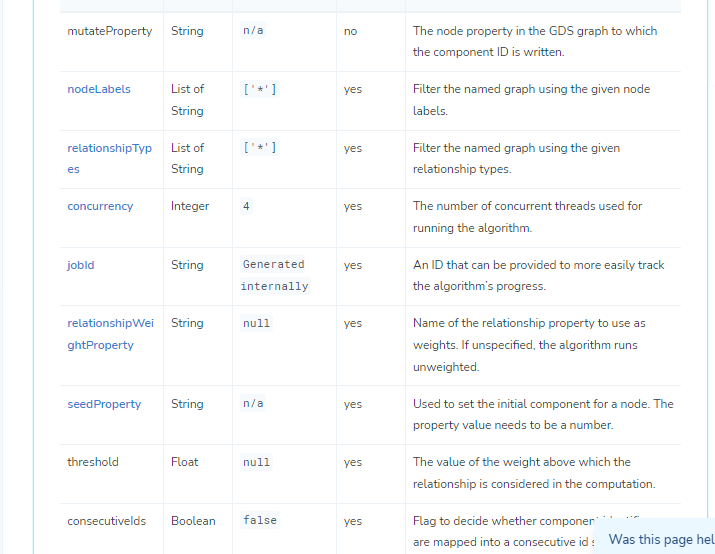 mutateProperty String n/a no The node property in the GDS graph to which
the component ID is written.
nodeLabels List of ['*'] yes Filter the named graph using the given node
String labels.
relationshipTyp List of ['*'] yes Filter the named graph using the given
es String relationship types.
concurrency Integer 4 yes The number of concurrent threads used for
running the algorithm.
jobId String Generated yes An ID that can be provided to more easily track
internally the algorithm's progress.
relationshipWei String null yes Name of the relationship property to use as
ghtProperty weights. If unspecified, the algorithm runs
unweighted.
seedProperty String n/a yes Used to set the initial component for a node. The
property value needs to be a number.
threshold Float null yes The value of the weight above which the
relationship is considered in the computation.
consecutiveIds Boolean false yes Flag to decide whether component
are mapped into a consecutive id
Was this page hel